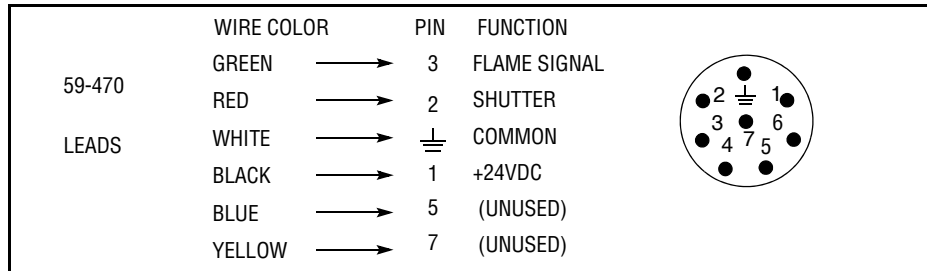 WIRE COLOR PIN FUNCTION
GREEN 3 FLAME SIGNAL
59-470
RED 2 SHUTTER
LEADS
WHITE COMMON
BLACK 1 +24VDC
BLUE 5 (UNUSED)
YELLOW 7 (UNUSED)
2 1
3 7 6
4 5